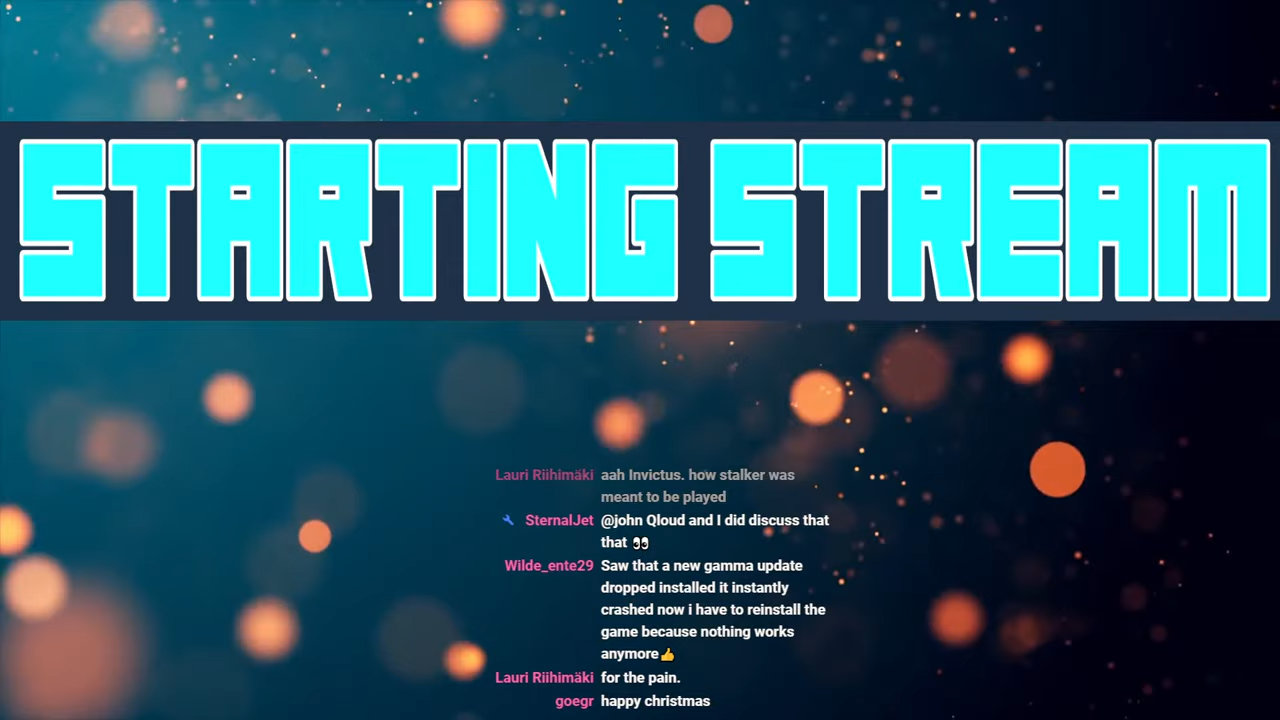 STARTING STREAM
Lauri Riihimäki aah Invictus. how stalker was
meant to be played
SternalJet @john Qloud and I did discuss that
that 👀
Wilde_ente29 Saw that a new gamma update
dropped installed it instantly
crashed now i have to reinstall the
game because nothing works
anymore👍
Lauri Riihimäki for the pain.
goegr happy christmas